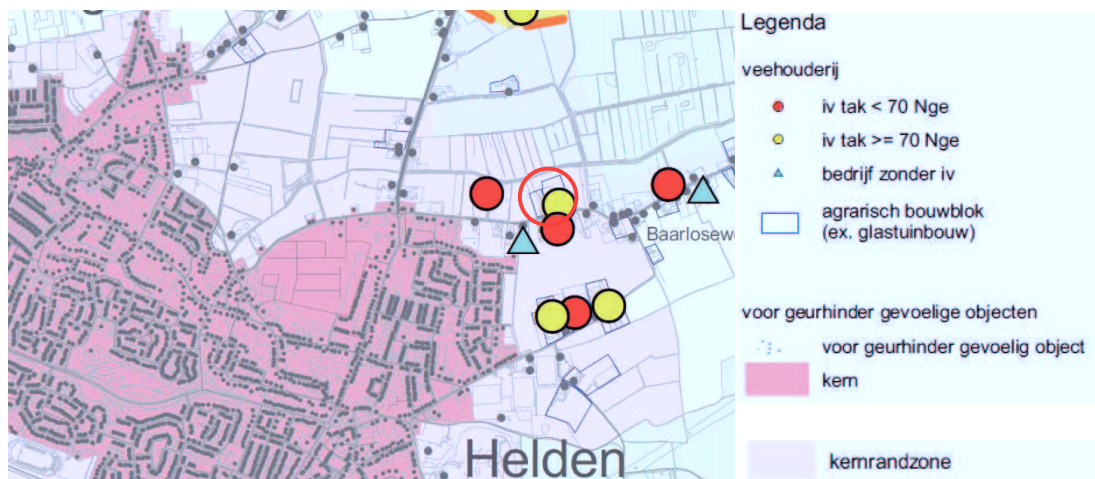 Baarlosew
Helden
Legenda
veehouderij
iv tak < 70 Nge
iv tak >= 70 Nge
bedrijf zonder iv
agrarisch bouwblok
(ex. glastuinbouw)
voor geurhinder gevoelige objecten
voor geurhinder gevoelig object
kern
kernrandzone